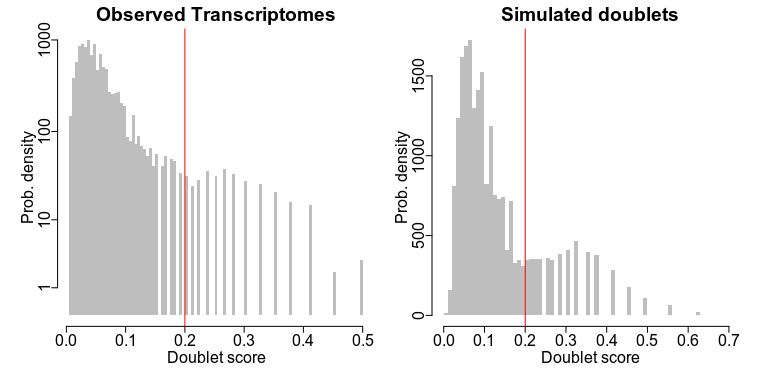 Observed Transcriptomes
Prob. density
1000
100
10
1
0.0 0.1 0.2 0.3 0.4 0.5
Doublet score
Simulated doublets
Prob. density
1500
1000
500
0
0.0 0.1 0.2 0.3 0.4 0.5 0.6 0.7
Doublet score